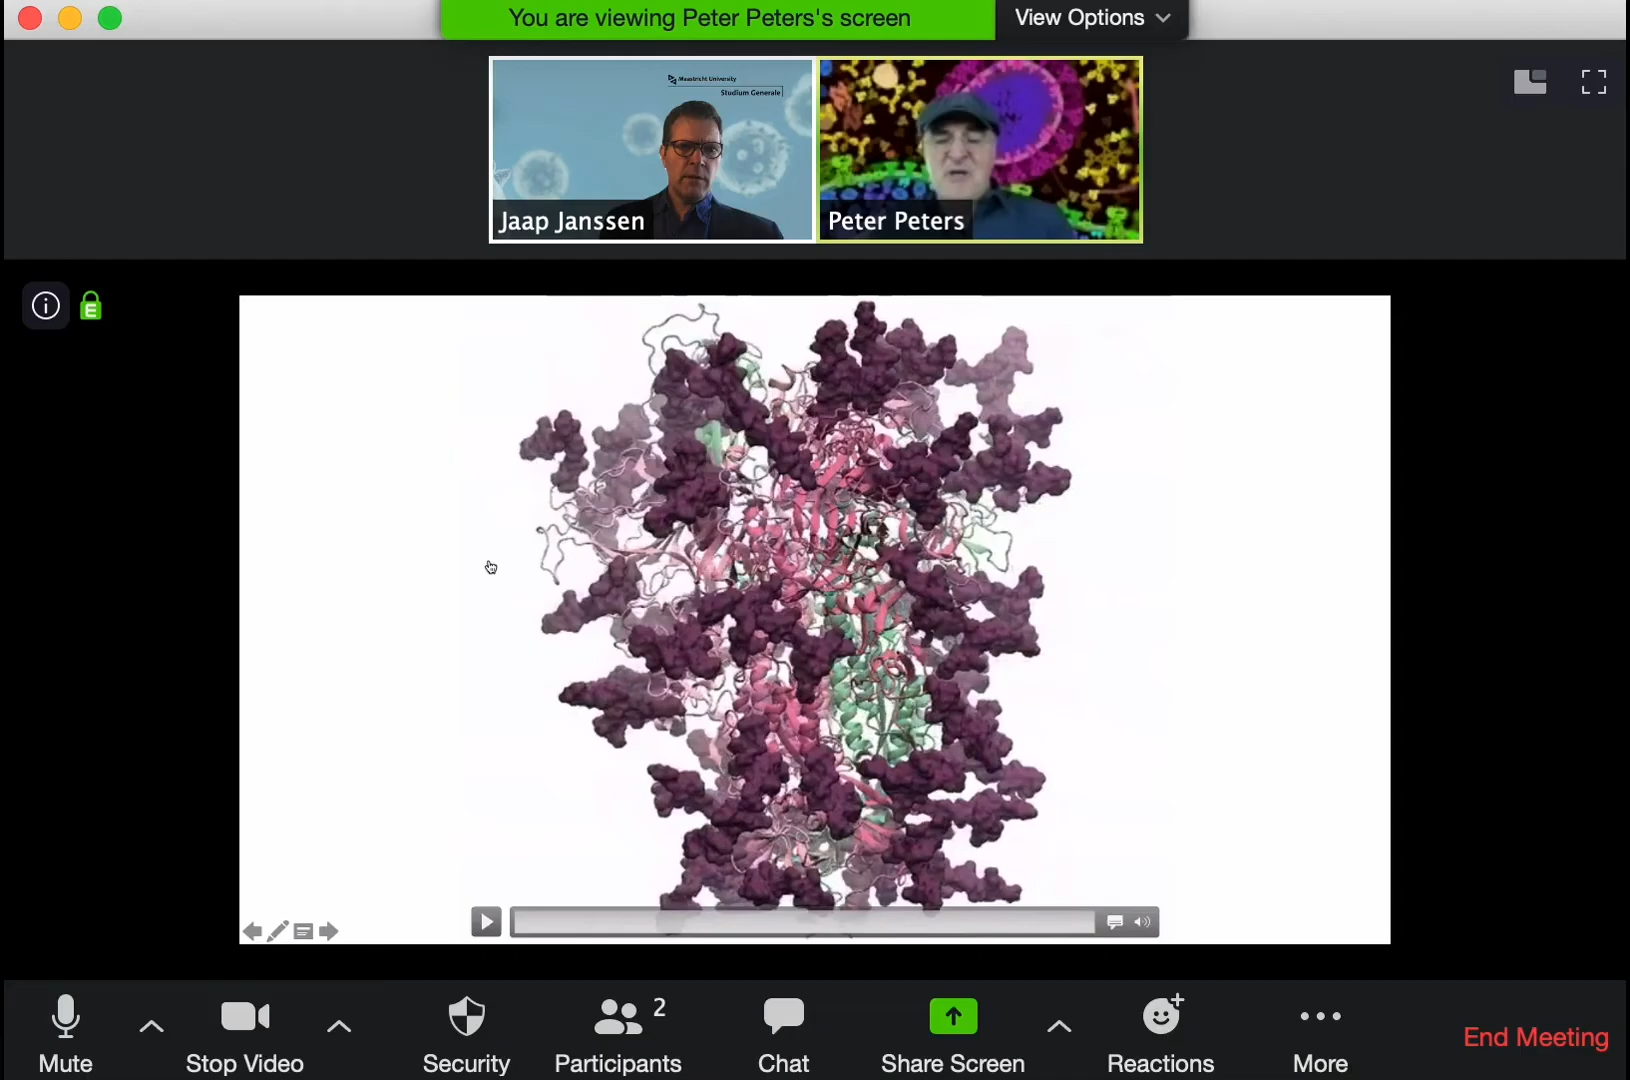 You are viewing Peter Peters's screen
View Options
Maastricht University
Studium Generale
Jaap Janssen
Peter Peters
E
2
Mute
Stop Video
Security
Participants
Chat
Share Screen
Reactions
More
End Meeting